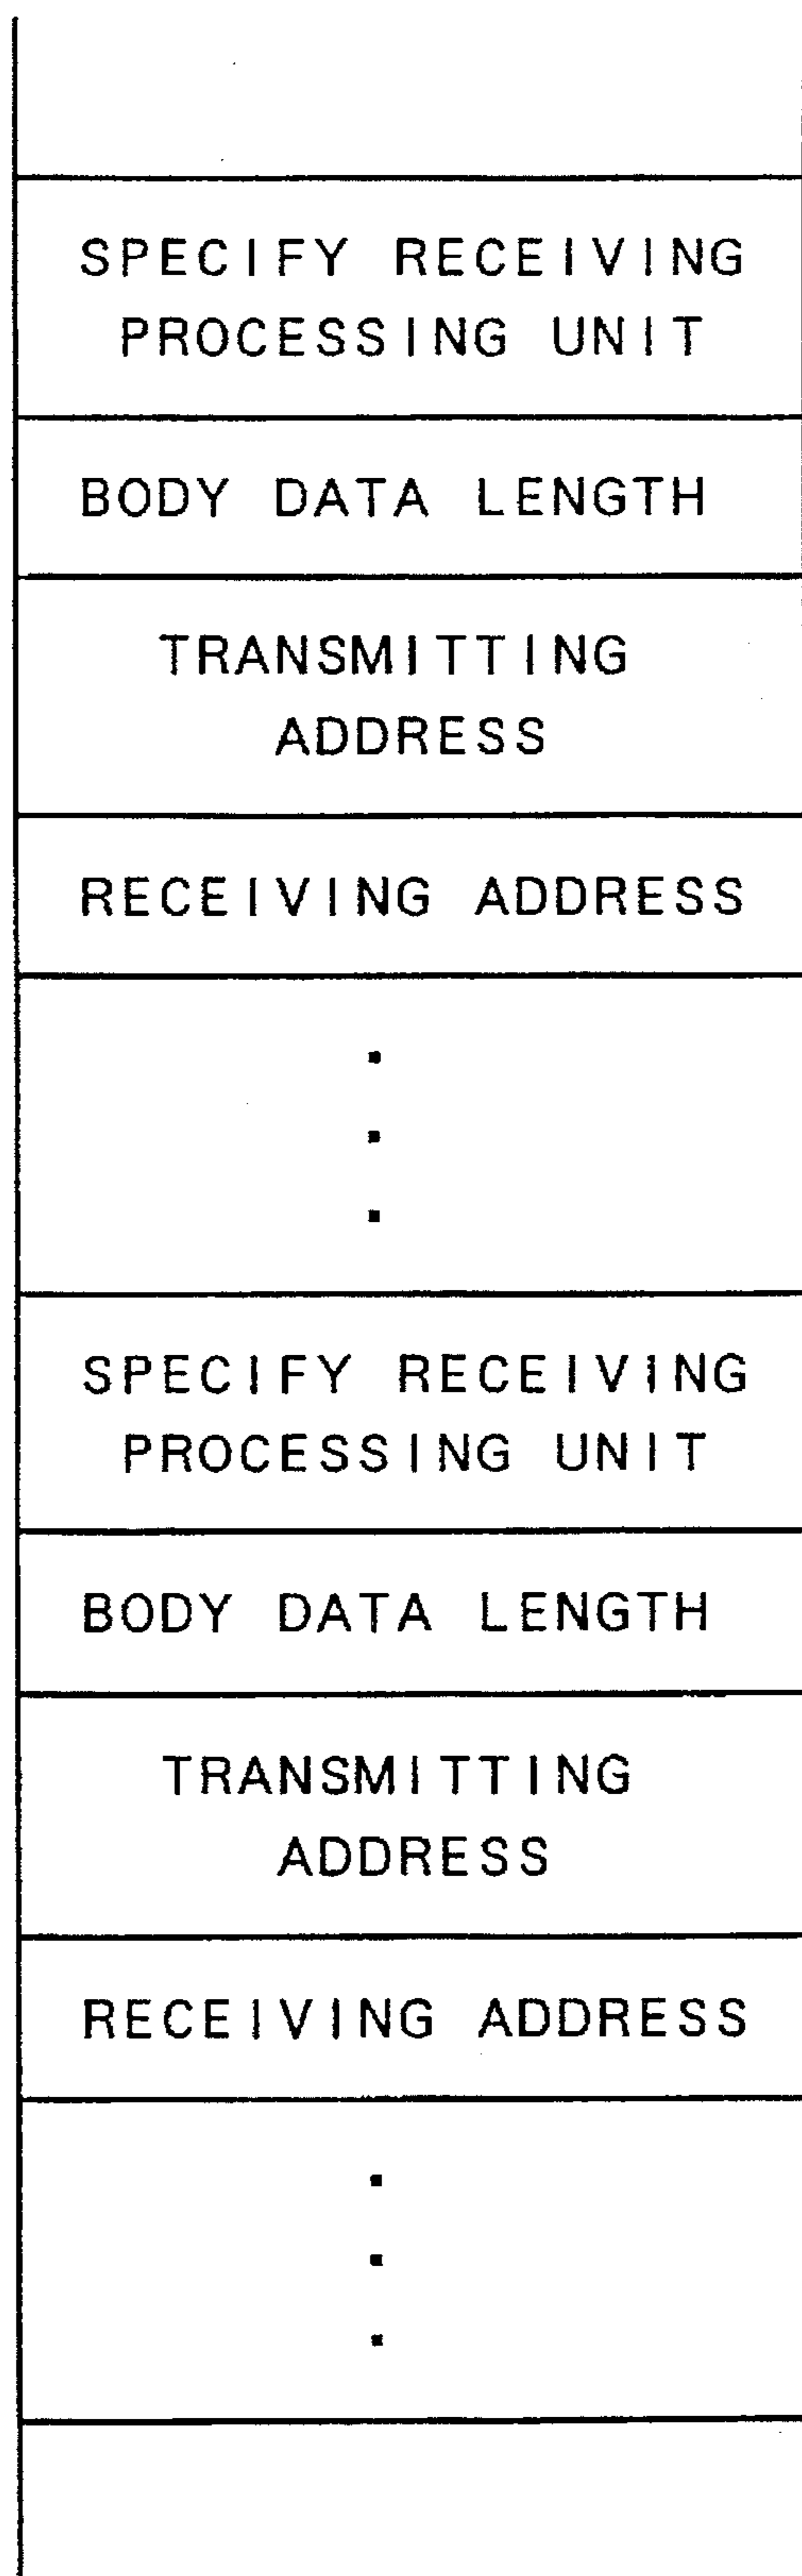 SPECIFY RECEIVING
PROCESSING UNIT
BODY DATA LENGTH
TRANSMITTING
ADDRESS
RECEIVING ADDRESS
.
.
.
SPECIFY RECEIVING
PROCESSING UNIT
BODY DATA LENGTH
TRANSMITTING
ADDRESS
RECEIVING ADDRESS
.
.
.